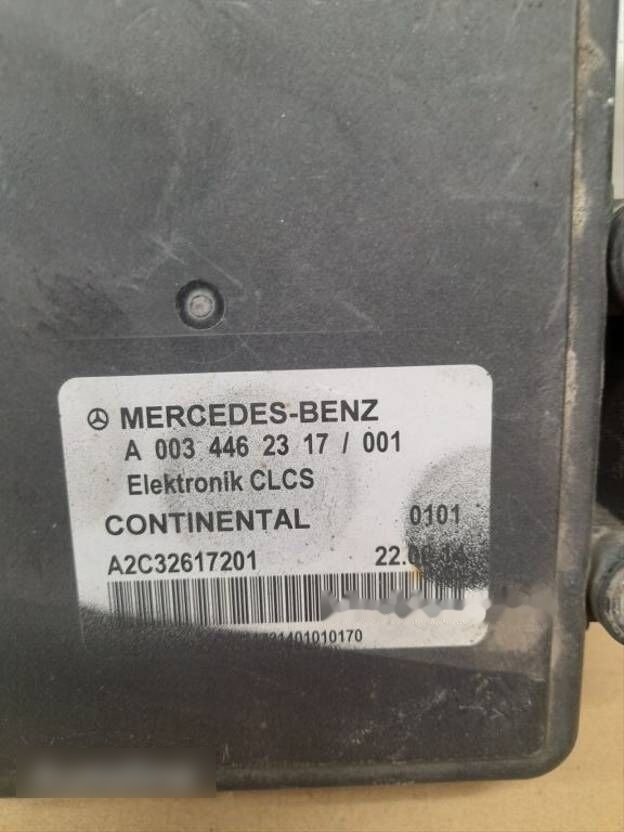 MERCEDES-BENZ
A 003 446 23 17 / 001
Elektronik CLCS
CONTINENTAL 0101
A2C32617201